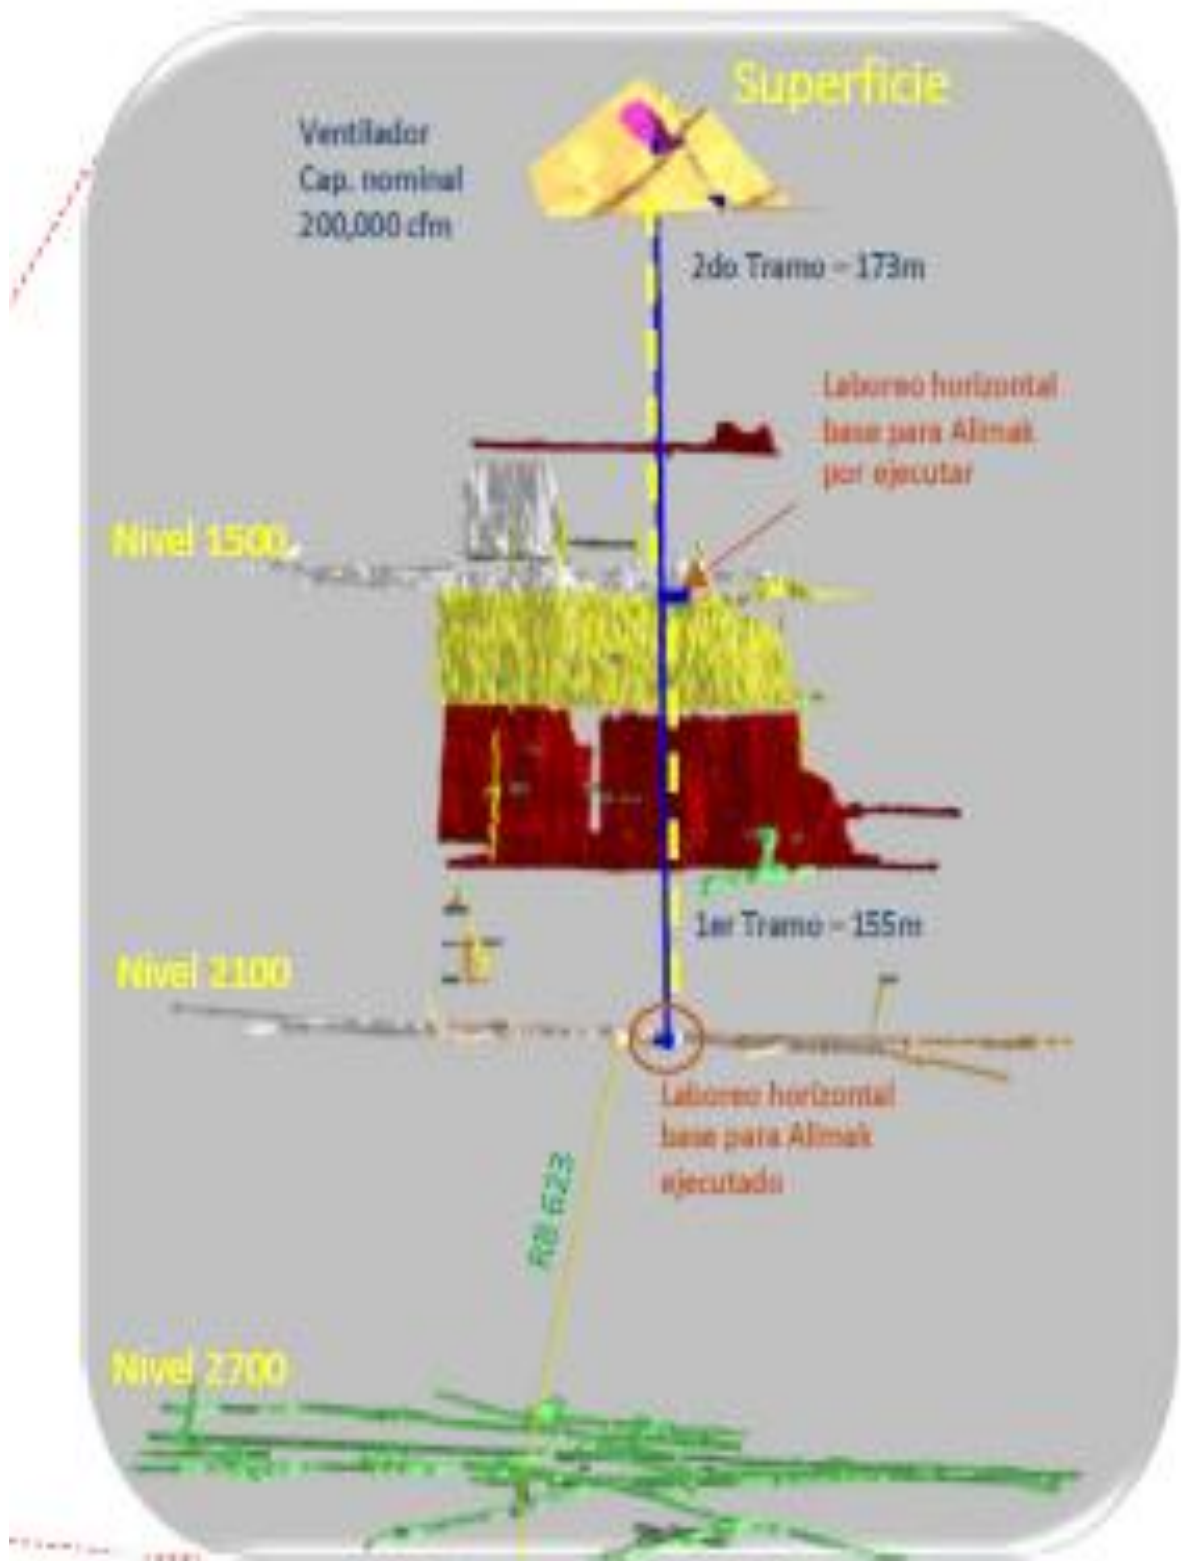 Superficie
Ventilador
Cap. nominal
200,000 cfm
2do Tramo – 173m
Laboreo horizontal
base para Alimak
por ejecutar
Nivel 1500
1er Tramo – 155m
Nivel 2100
Laboreo horizontal
base para Alimak
ejecutado
RB 623
Nivel 2700